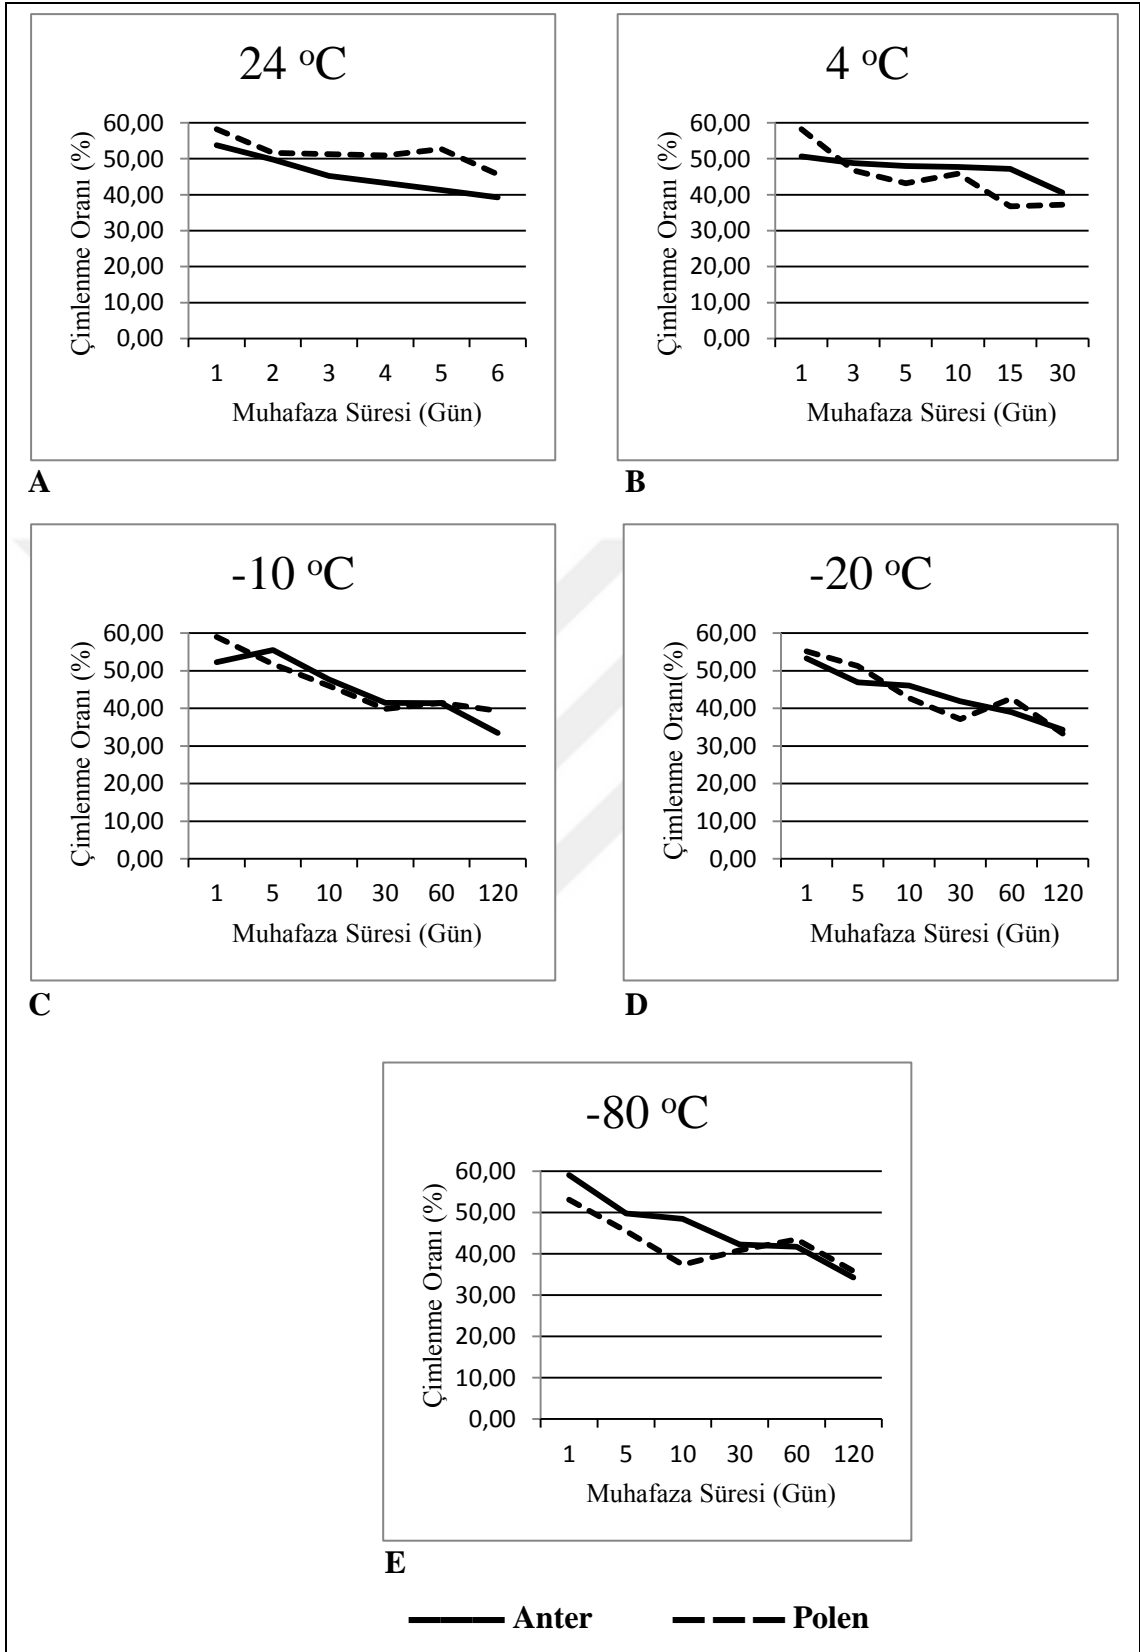 24 °C
Çimlenme Oranı (%)
60,00
50,00
40,00
30,00
20,00
10,00
0,00
1 2 3 4 5 6
Muhafaza Süresi (Gün)
A
4 °C
Çimlenme Oranı (%)
60,00
50,00
40,00
30,00
20,00
10,00
0,00
1 3 5 10 15 30
Muhafaza Süresi (Gün)
B
-10 °C
Çimlenme Oranı (%)
60,00
50,00
40,00
30,00
20,00
10,00
0,00
1 5 10 30 60 120
Muhafaza Süresi (Gün)
C
-20 °C
Çimlenme Oranı(%)
60,00
50,00
40,00
30,00
20,00
10,00
0,00
1 5 10 30 60 120
Muhafaza Süresi (Gün)
D
-80 °C
Çimlenme Oranı (%)
60,00
50,00
40,00
30,00
20,00
10,00
0,00
1 5 10 30 60 120
Muhafaza Süresi (Gün)
E
Anter Polen